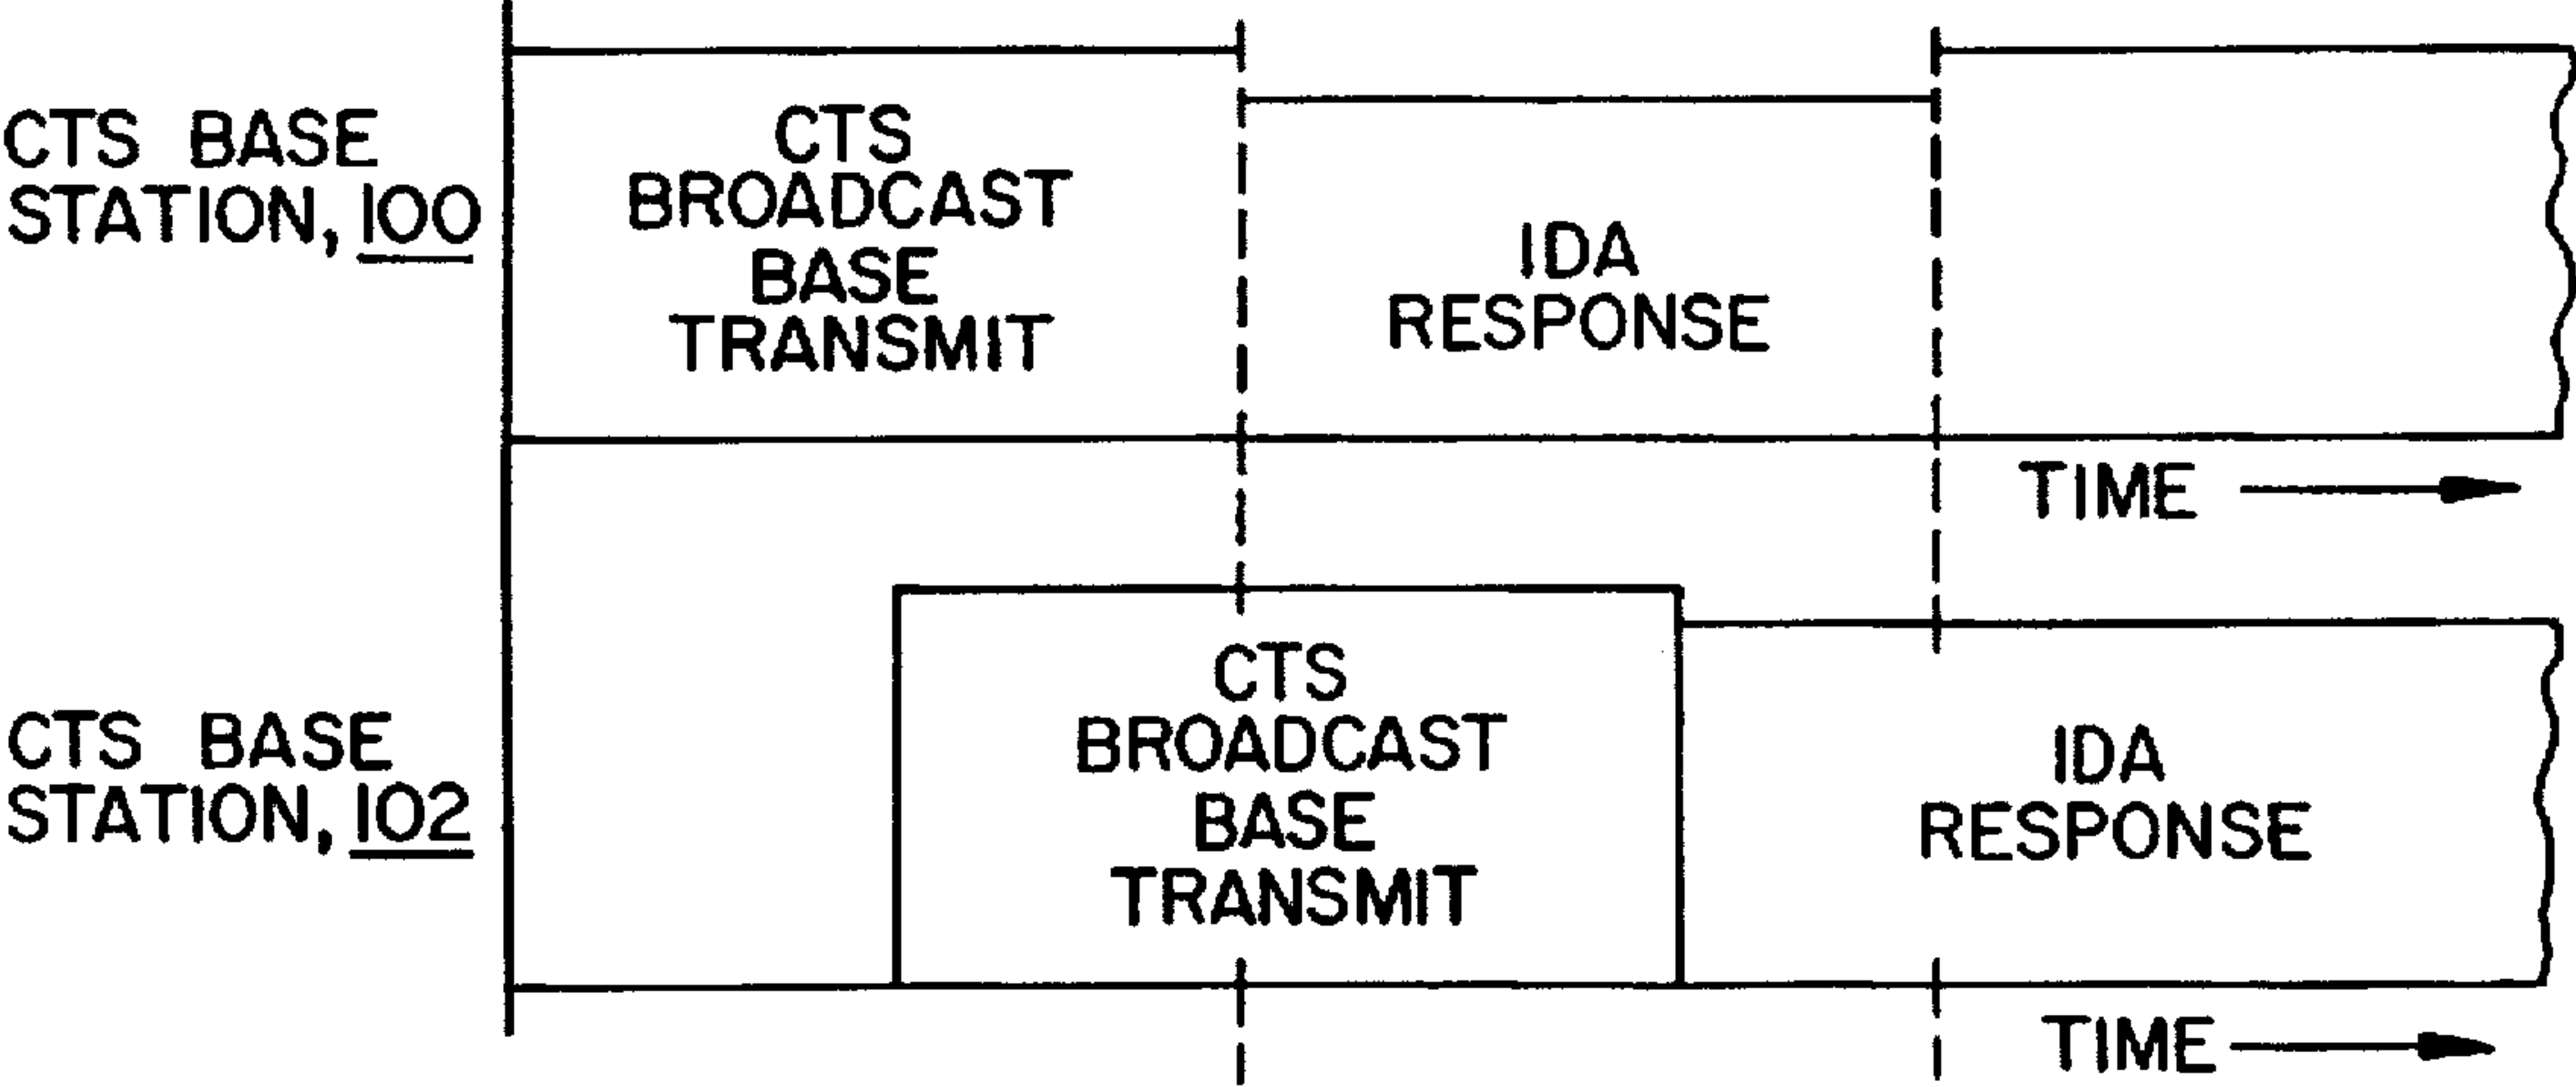 CTS BASE
STATION, 100
CTS
BROADCAST
BASE
TRANSMIT
IDA
RESPONSE
TIME
CTS BASE
STATION, 102
CTS
BROADCAST
BASE
TRANSMIT
IDA
RESPONSE
TIME